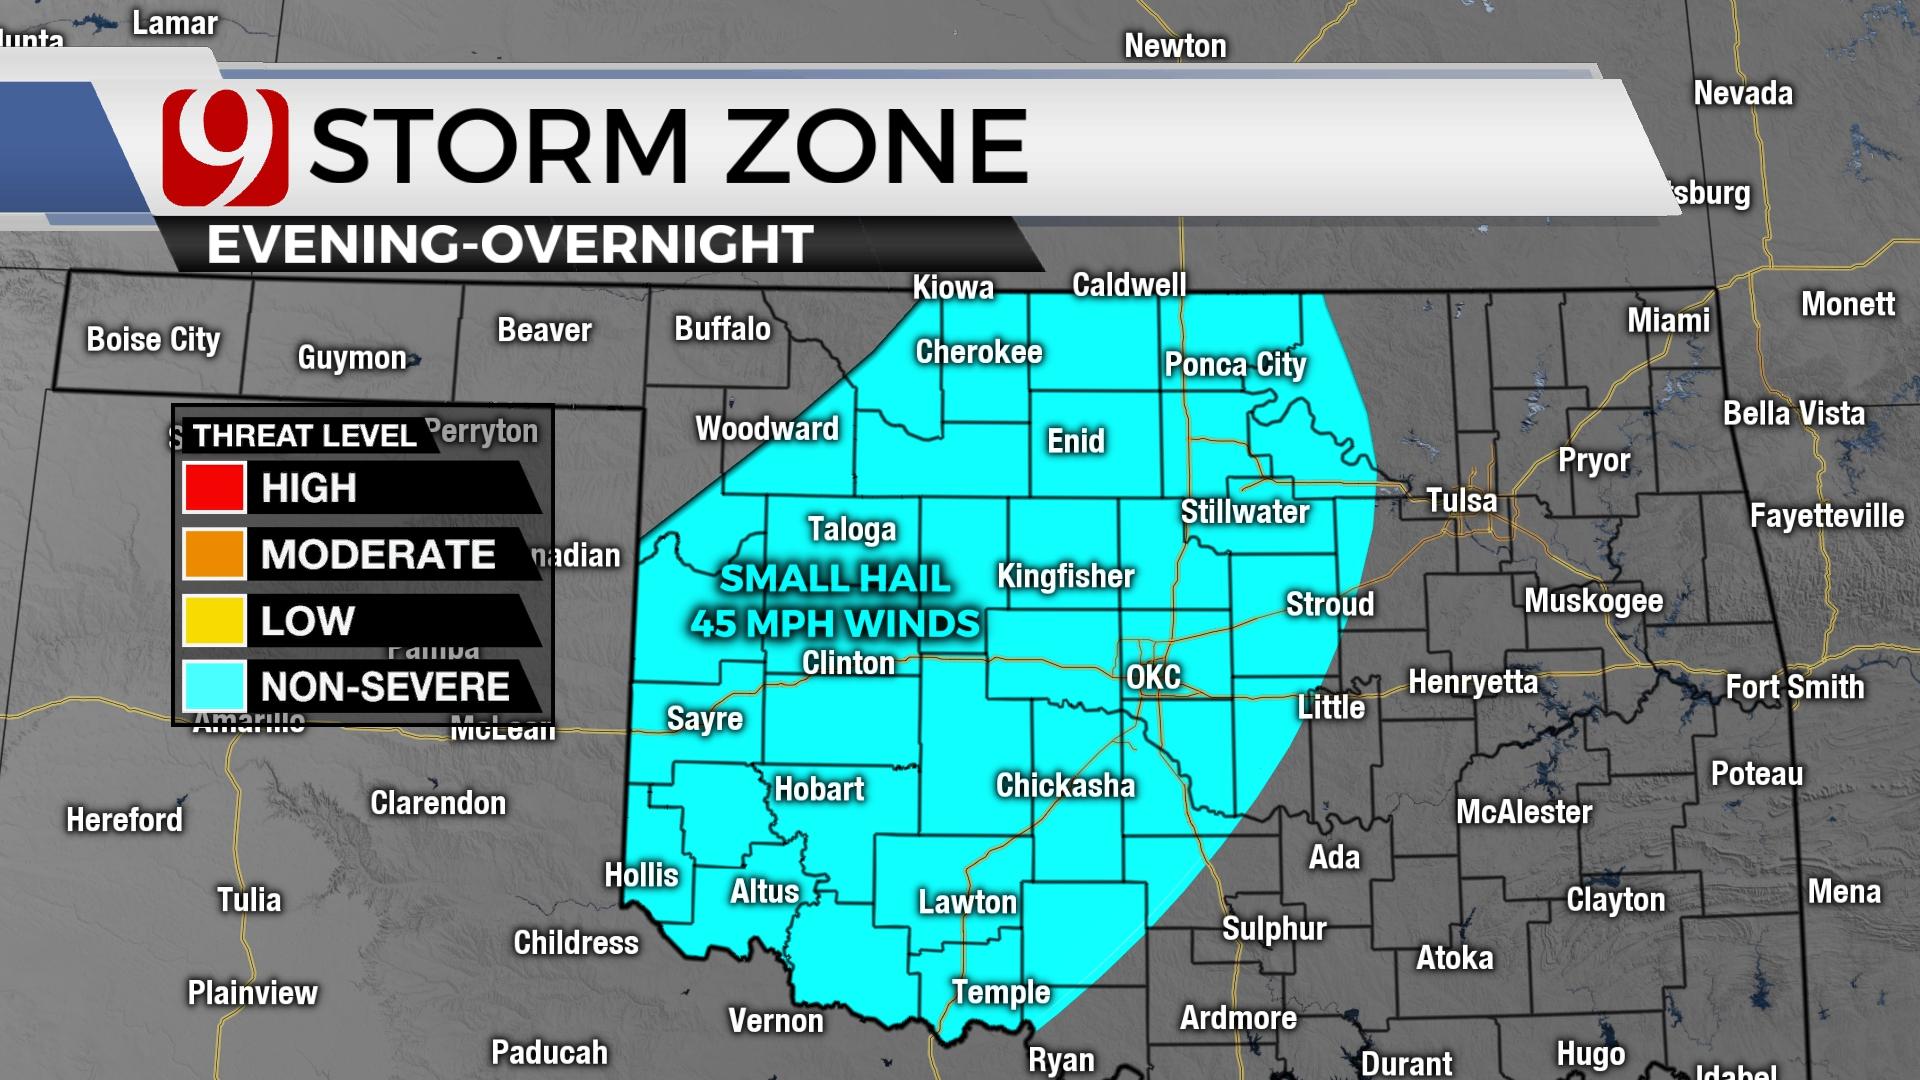 Lamar
Newton
Nevada
9 STORM ZONE
EVENING-OVERNIGHT
Kiowa
Caldwell
Monett
Miami
Boise City
Guymon
Beaver
Buffalo
Cherokee
Ponca City
Bella Vista
Woodward
Enid
Pryor
Perryton
THREAT LEVEL
HIGH
MODERATE
LOW
NON-SEVERE
Tulsa
Fayetteville
Stillwater
Taloga
SMALL HAIL
45 MPH WINDS
Kingfisher
Stroud
Muskogee
Clinton
OKC
Henryetta
Fort Smith
Little
Sayre
Amarillo
McLean
Pampa
Hobart
Chickasha
Poteau
McAlester
Clarendon
Hereford
Hollis
Altus
Lawton
Ada
Clayton
Mena
Tulia
Childress
Sulphur
Atoka
Plainview
Temple
Vernon
Ardmore
Paducah
Ryan
Durant
Hugo
Idabel